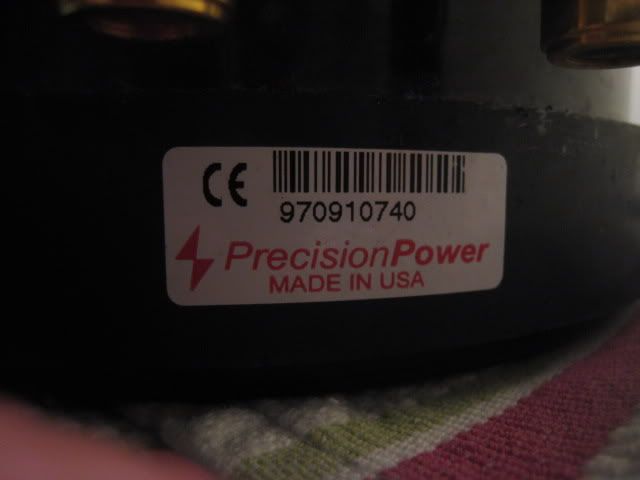 CE
970910740
PrecisionPower
MADE IN USA